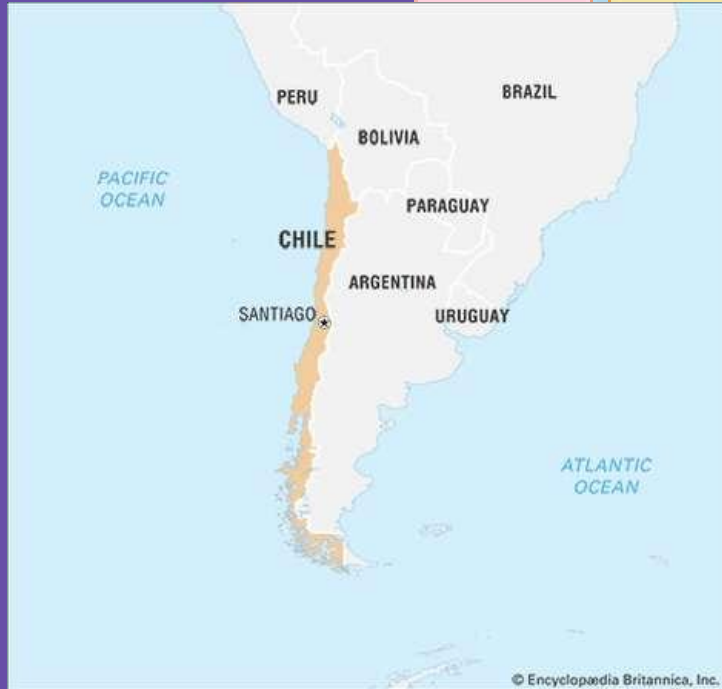 PERU
BRAZIL
BOLIVIA
PACIFIC
OCEAN
PARAGUAY
CHILE
ARGENTINA
SANTIAGO
URUGUAY
ATLANTIC
OCEAN
© Encyclopædia Britannica, Inc.